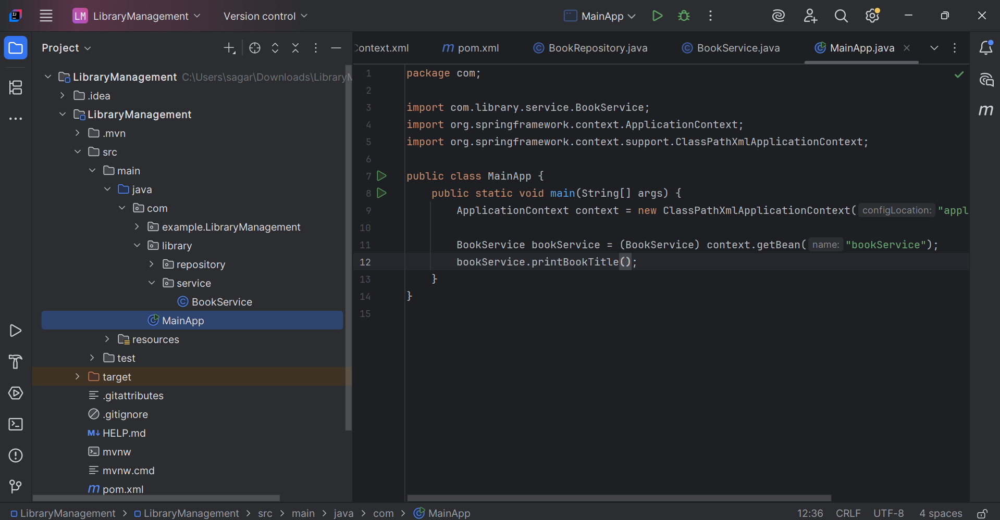 LM LibraryManagement
Version control
MainApp
Project
Context.xml
pom.xml
BookRepository.java
BookService.java
MainApp.java
LibraryManagement C:\Users\sagar\Downloads\Library
.idea
LibraryManagement
.mvn
src
main
java
com
example.LibraryManagement
library
repository
service
BookService
MainApp
resources
test
target
.gitattributes
.gitignore
M↓ HELP.md
mvnw
mvnw.cmd
m pom.xml
1 package com;
2
3 import com.library.service.BookService;
4 import org.springframework.context.ApplicationContext;
5 import org.springframework.context.support.ClassPathXmlApplicationContext;
6
7 public class MainApp {
8 public static void main(String[] args) {
9 ApplicationContext context = new ClassPathXmlApplicationContext( configLocation: "appl
10
11 BookService bookService = (BookService) context.getBean( name: "bookService");
12 bookService.printBookTitle();
13 }
14 }
15
LibraryManagement > LibraryManagement > src > main > java > com > MainApp
12:36 CRLF UTF-8 4 spaces